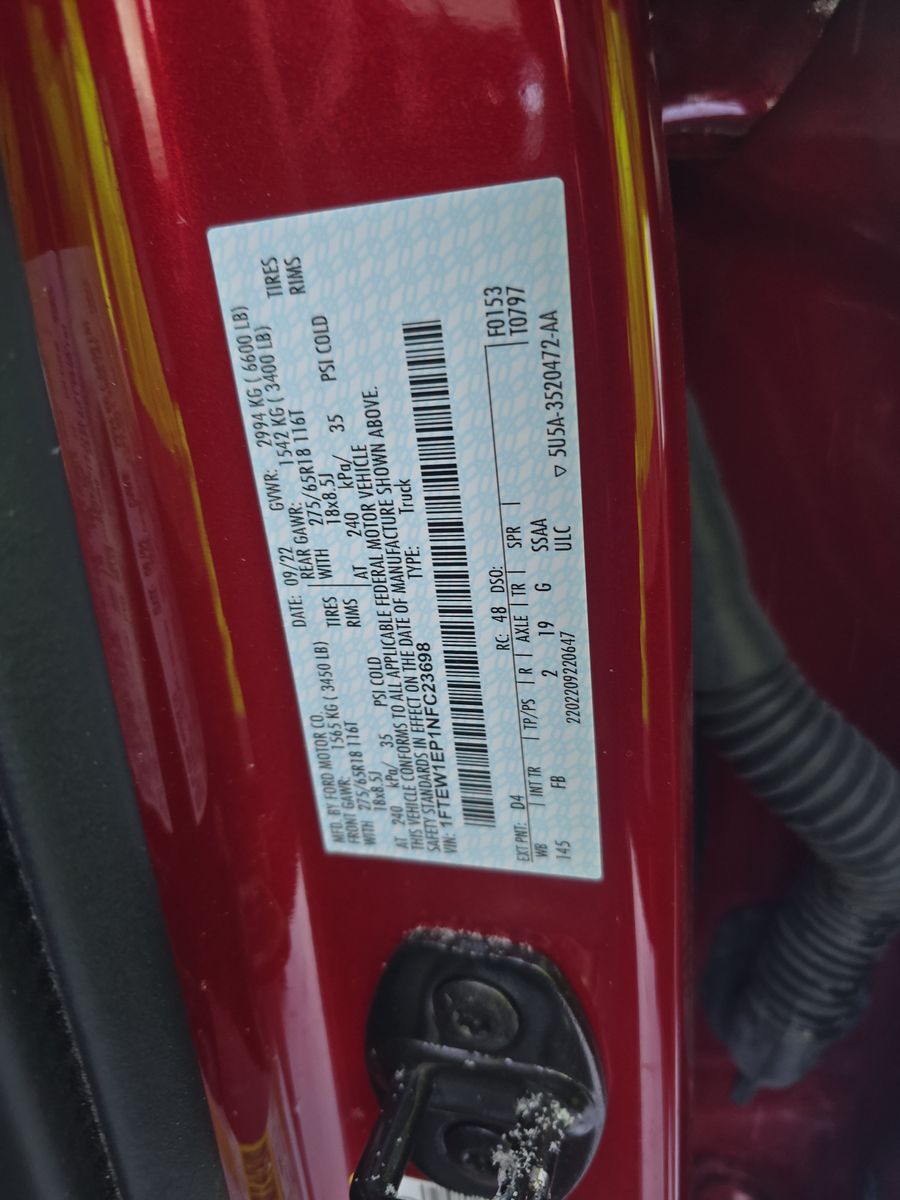 MFD. BY FORD MOTOR CO. DATE: 09/22 GVWR: 2994 KG ( 6600 LB)
FRONT GAWR: 1565 KG ( 3450 LB) REAR GAWR: 1542 KG ( 3400 LB)
WITH 275/65R18 116T TIRES WITH 275/65R18 116T TIRES
18x8.5J RIMS 18x8.5J RIMS
AT 240 kPa/ 35 PSI COLD AT 240 kPa/ 35 PSI COLD
THIS VEHICLE CONFORMS TO ALL APPLICABLE FEDERAL MOTOR VEHICLE
SAFETY STANDARDS IN EFFECT ON THE DATE OF MANUFACTURE SHOWN ABOVE.
VIN: 1FTEW1EP1NFC23698 TYPE: Truck
EXT PNT: D4 RC: 48 DSO: F0153
WB INT TR TP/PS R AXLE TR SPR T0797
145 FB 2 19 G SSAA
2202209220647 ULC ▽ 5U5A-3520472-AA